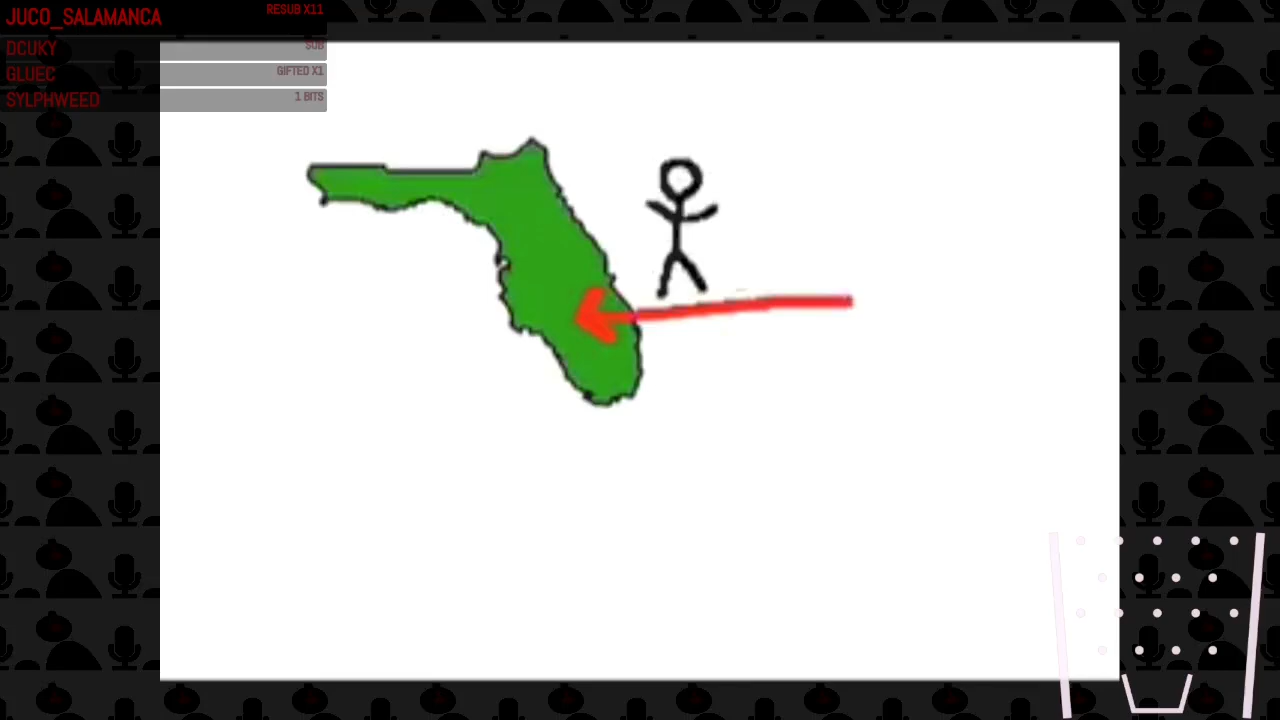 JUCO_SALAMANCA RESUB X11
DCUKY SUB
GLUEC GIFTED X1
SYLPHWEED 1 BITS